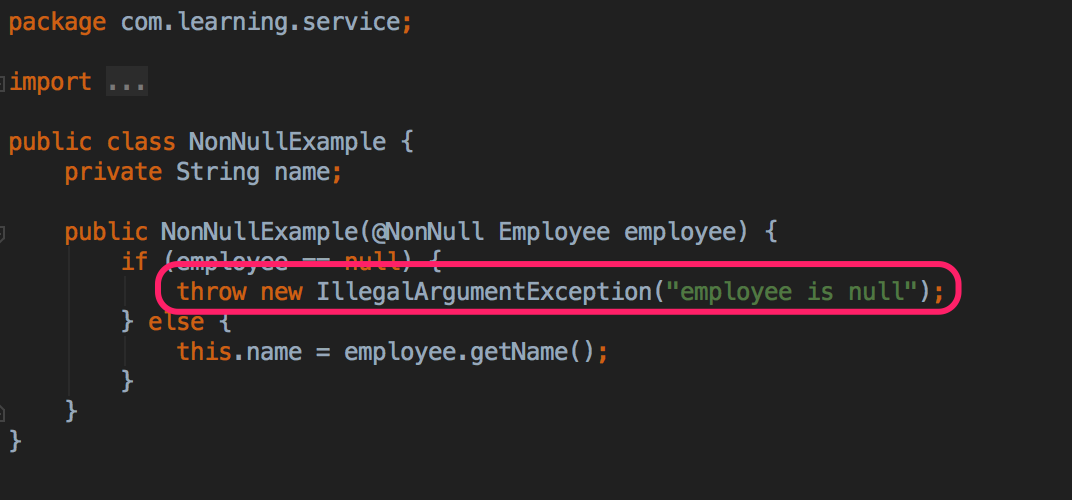 package com.learning.service;
import ...
public class NonNullExample {
private String name;
public NonNullExample(@NonNull Employee employee) {
if (employee == null) {
throw new IllegalArgumentException("employee is null");
} else {
this.name = employee.getName();
}
}
}